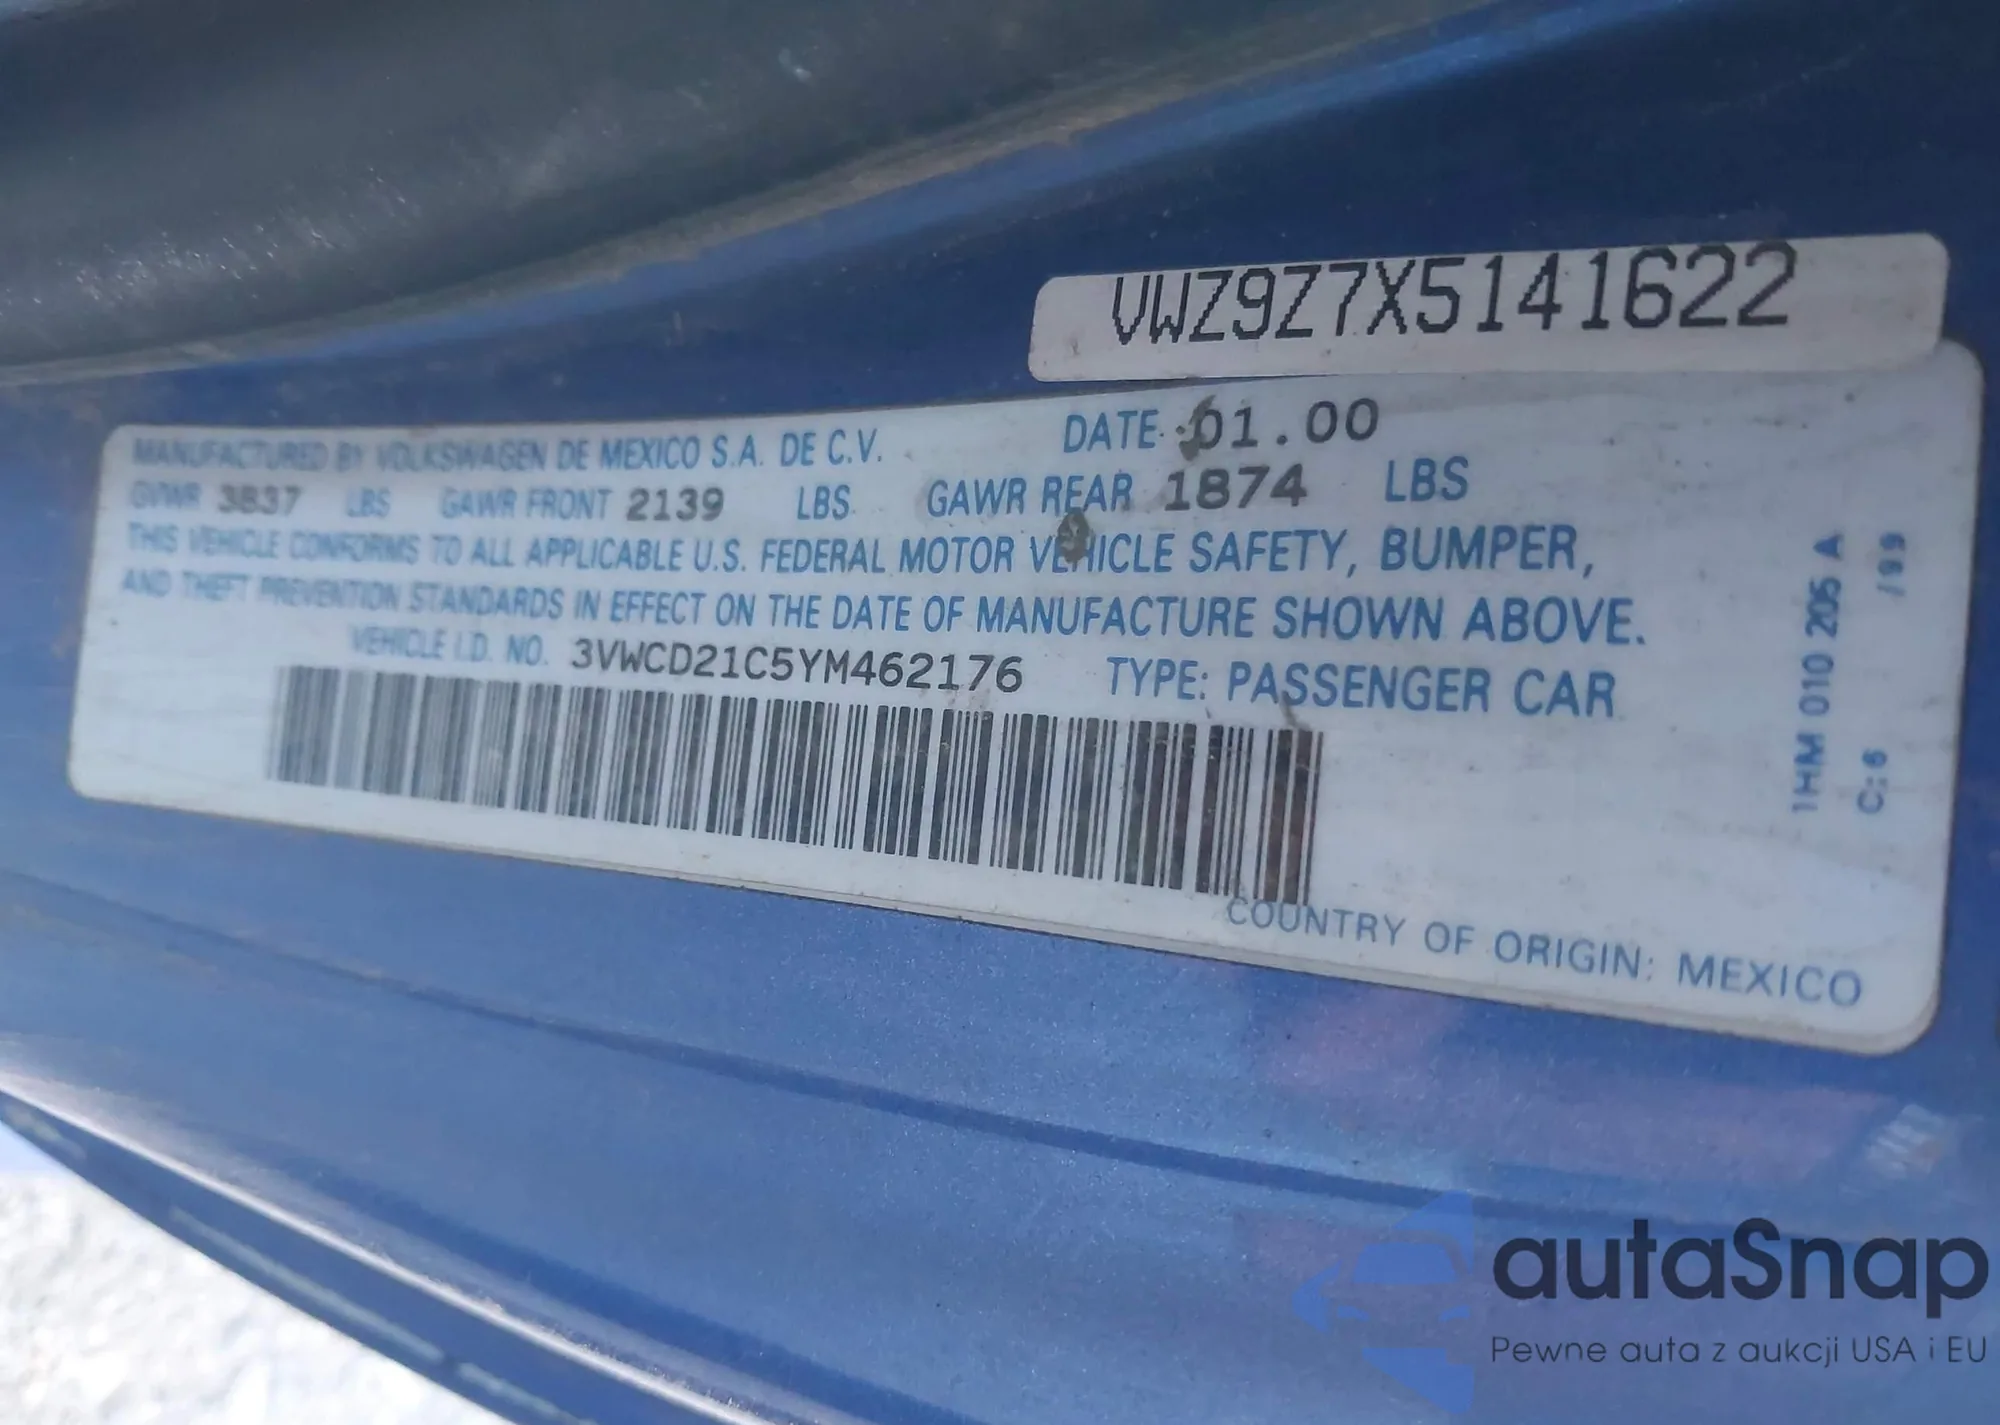 VWZ9Z7X5141622
MANUFACTURED BY VOLKSWAGEN DE MEXICO S.A. DE C.V. DATE 01.00
GVWR 3837 LBS GAWR FRONT 2139 LBS GAWR REAR 1874 LBS
THIS VEHICLE CONFORMS TO ALL APPLICABLE U.S. FEDERAL MOTOR VEHICLE SAFETY, BUMPER,
AND THEFT PREVENTION STANDARDS IN EFFECT ON THE DATE OF MANUFACTURE SHOWN ABOVE.
VEHICLE I.D. NO. 3VWCD21C5YM462176 TYPE: PASSENGER CAR
1HM 010 205 A
C:6 /99
COUNTRY OF ORIGIN: MEXICO
autaSnap
Pewne auta z aukcji USA i EU